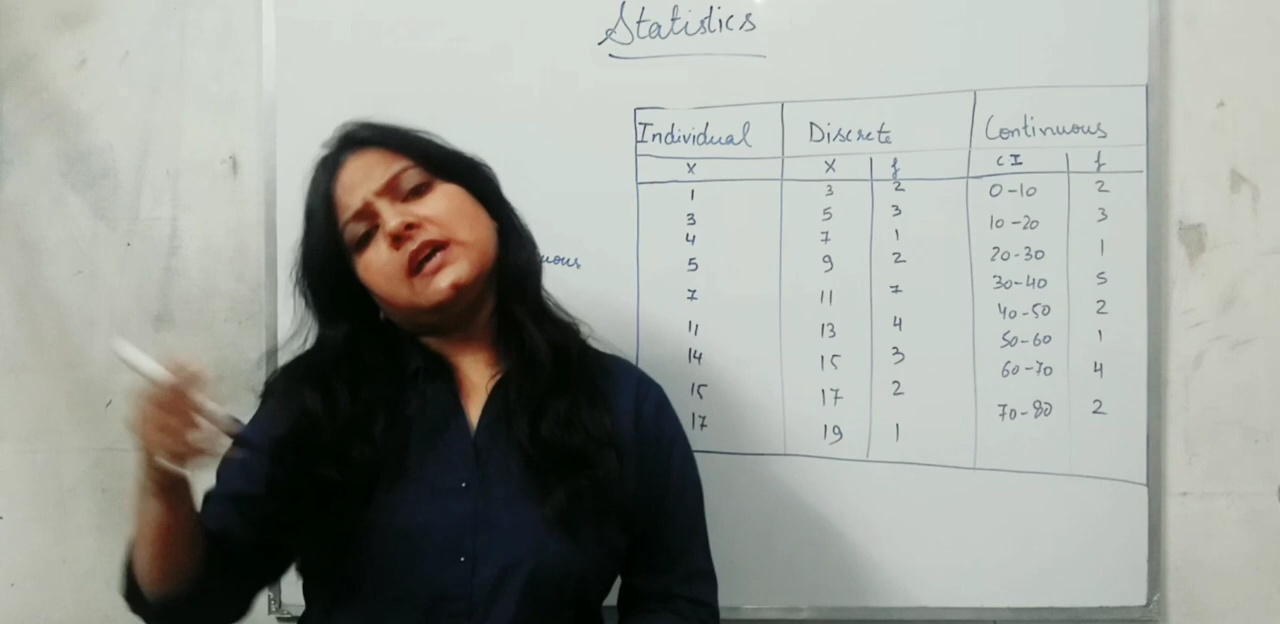 Statistics
Individual Discrete Continuous
X X f CI f
1 3 2 0-10 2
3 5 3 10-20 3
4 7 1 20-30 1
5 9 2 30-40 5
7 11 7 40-50 2
11 13 4 50-60 1
14 15 3 60-70 4
15 17 2 70-80 2
17 19 1